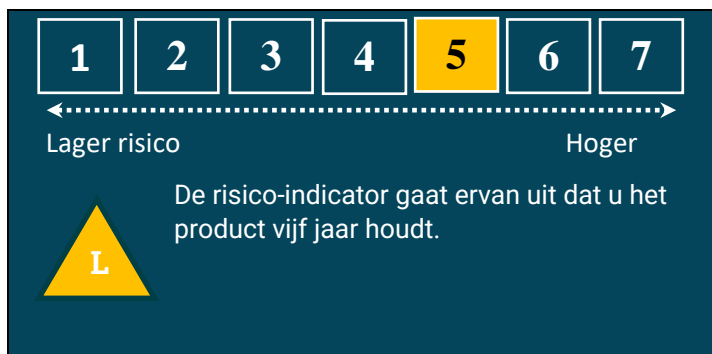 1 2 3 4 5 6 7
Lager risico Hoger
De risico-indicator gaat ervan uit dat u het
product vijf jaar houdt.
L